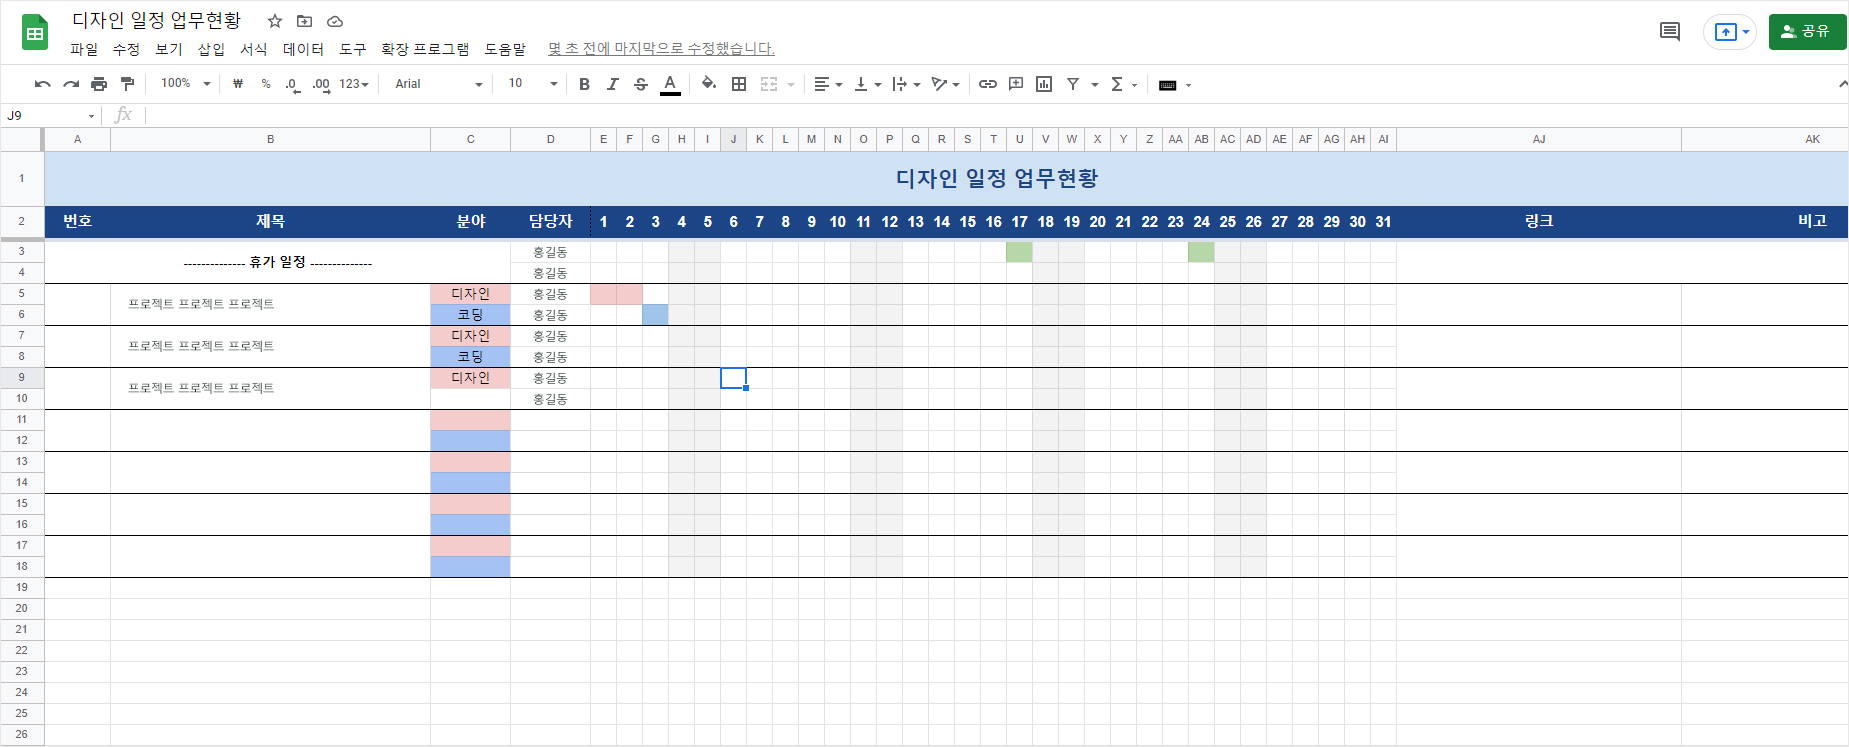 디자인 일정 업무현황
파일 수정 보기 삽입 서식 데이터 도구 확장 프로그램 도움말 몇 초 전에 마지막으로 수정했습니다.
공유
100% ₩ % .0 .00 123 Arial 10 B I S A
J9 fx
A B C D E F G H I J K L M N O P Q R S T U V W X Y Z AA AB AC AD AE AF AG AH AI AJ AK
1 디자인 일정 업무현황
2 번호 제목 분야 담당자 1 2 3 4 5 6 7 8 9 10 11 12 13 14 15 16 17 18 19 20 21 22 23 24 25 26 27 28 29 30 31 링크 비고
3 홍길동
-------------- 휴가 일정 --------------
4 홍길동
5 디자인 홍길동
프로젝트 프로젝트 프로젝트
6 코딩 홍길동
7 디자인 홍길동
프로젝트 프로젝트 프로젝트
8 코딩 홍길동
9 디자인 홍길동
프로젝트 프로젝트 프로젝트
10 홍길동
11
12
13
14
15
16
17
18
19
20
21
22
23
24
25
26